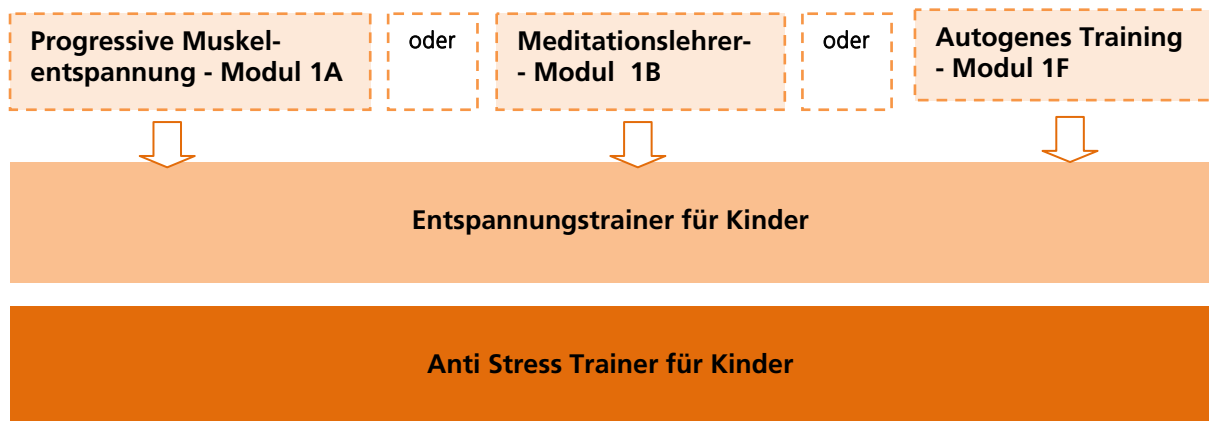 Progressive Muskel-
entspannung - Modul 1A
oder
Meditationslehrer-
- Modul 1B
oder
Autogenes Training
- Modul 1F
Entspannungstrainer für Kinder
Anti Stress Trainer für Kinder